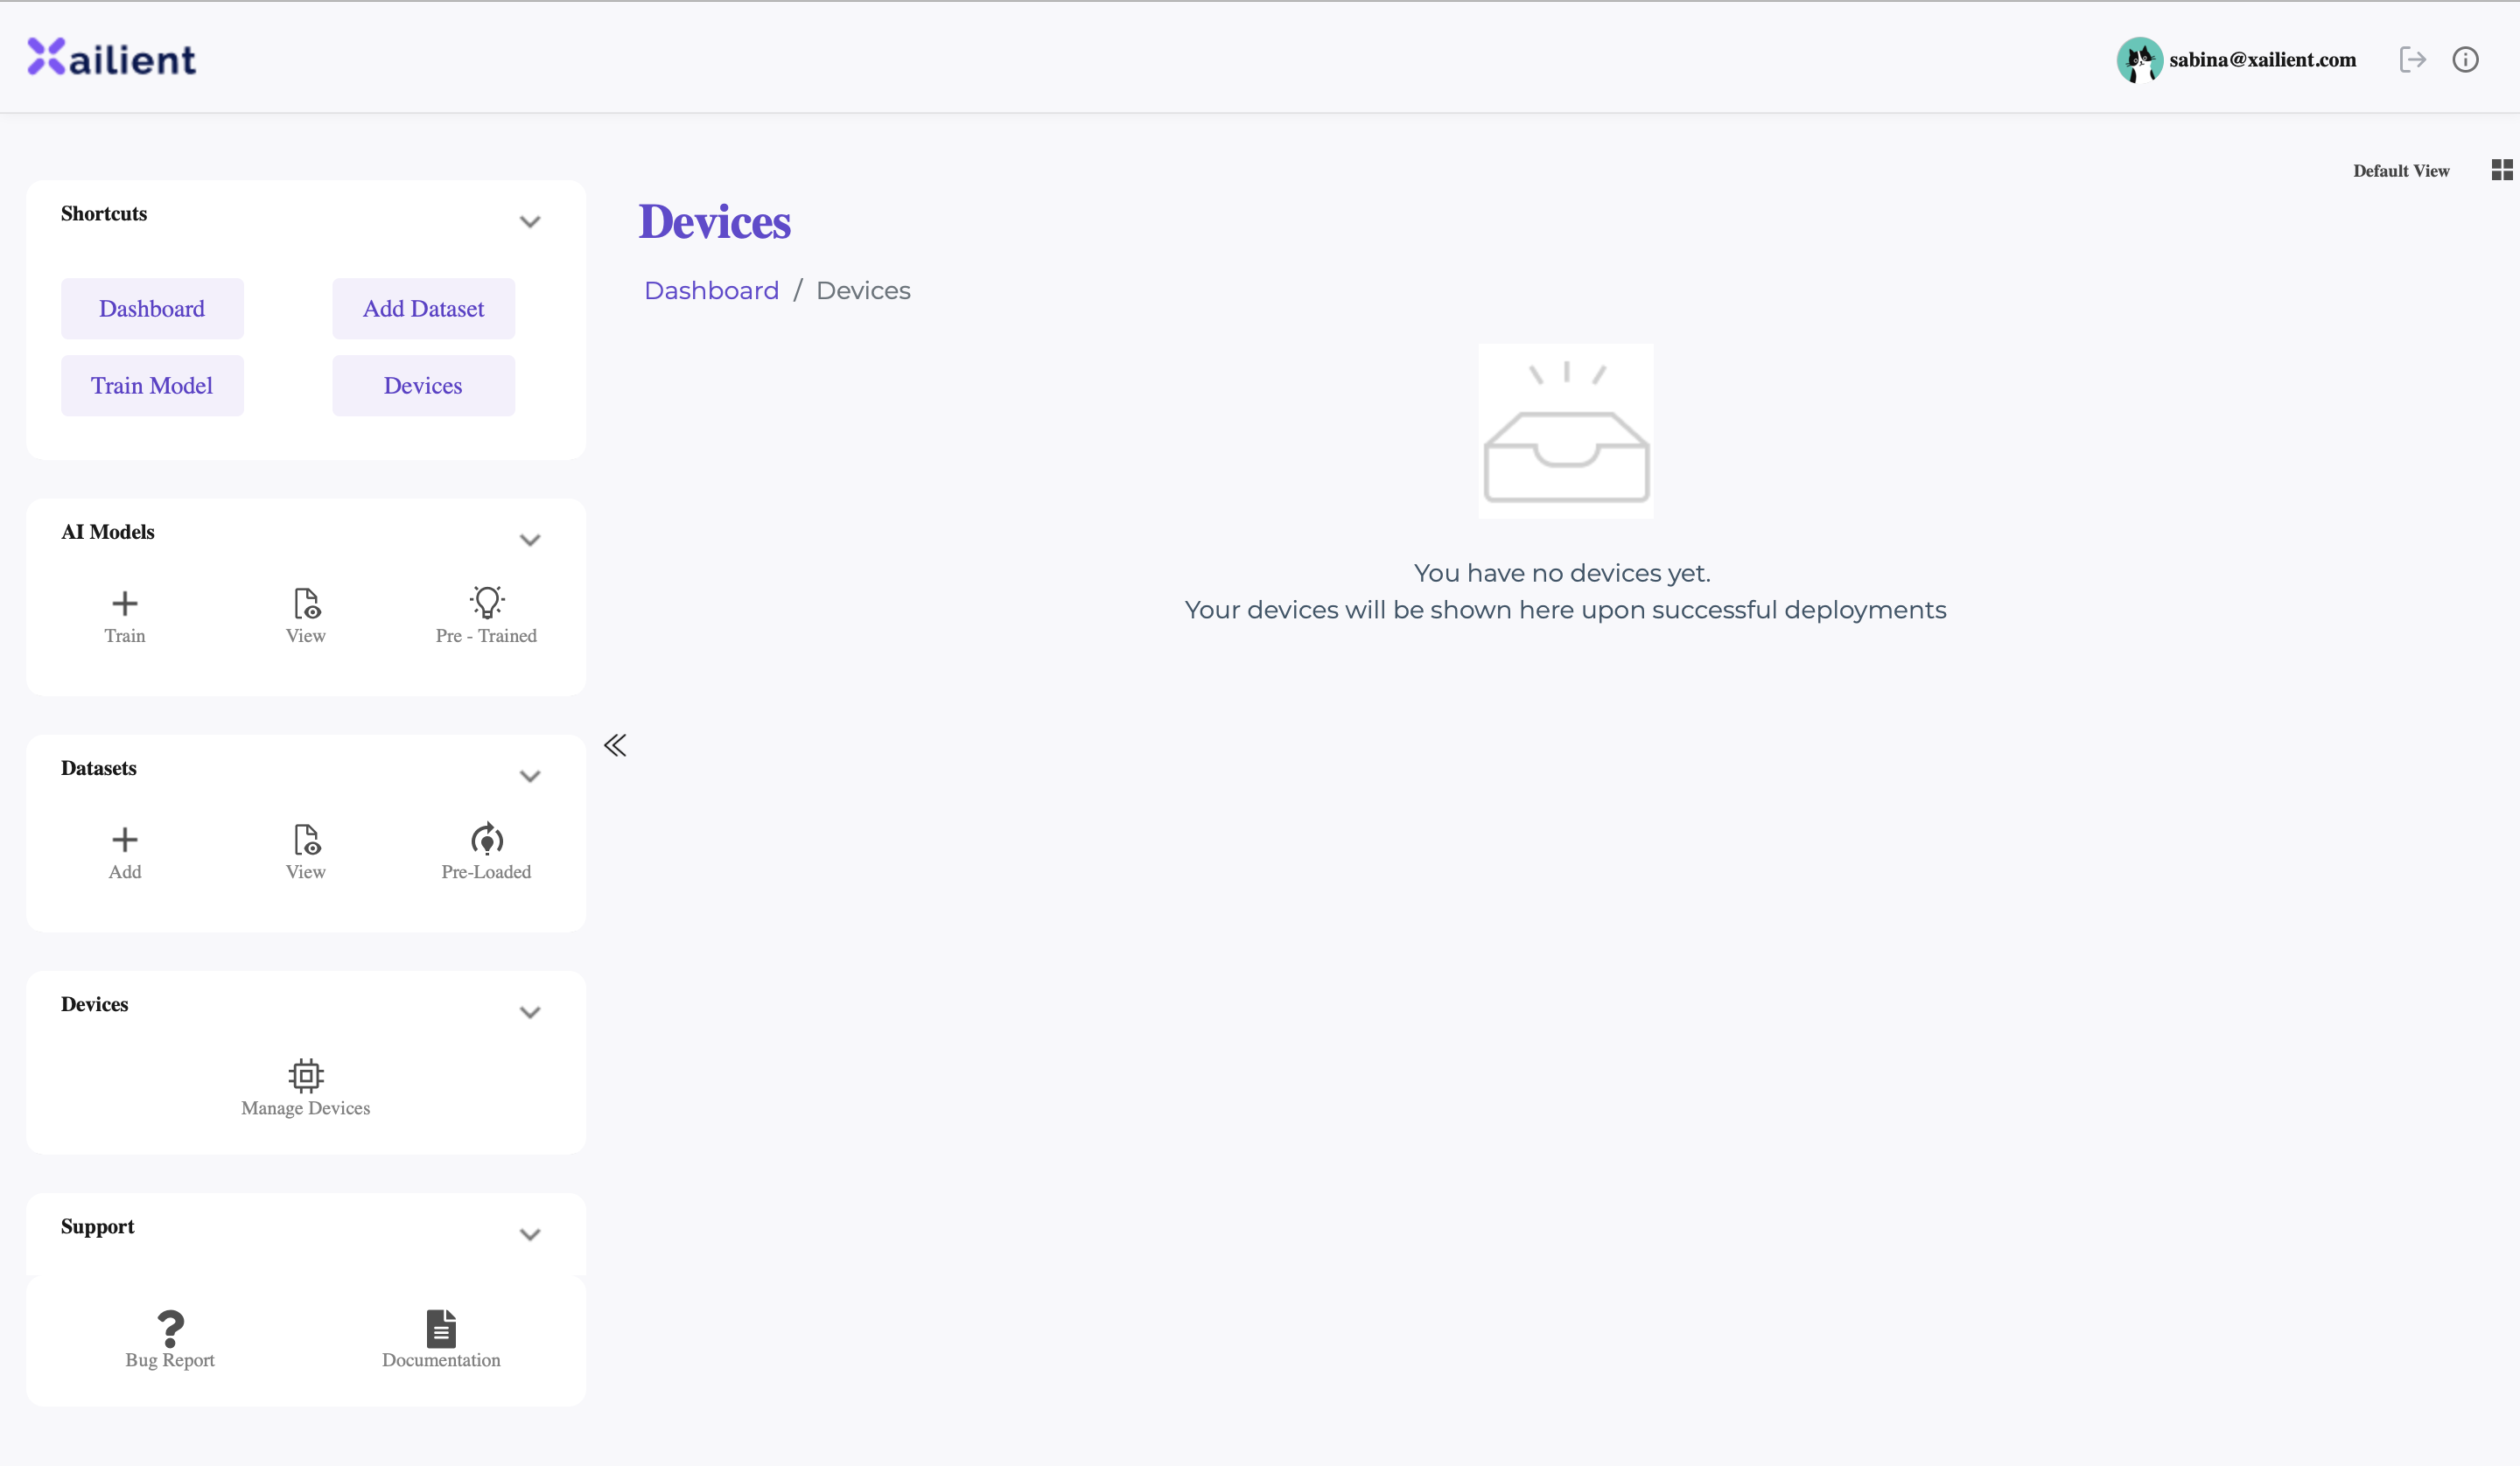 Xailient
sabina@xailient.com
Default View
Shortcuts
Dashboard
Add Dataset
Train Model
Devices
AI Models
Train
View
Pre - Trained
Datasets
Add
View
Pre-Loaded
Devices
Manage Devices
Support
Bug Report
Documentation
Devices
Dashboard / Devices
You have no devices yet.
Your devices will be shown here upon successful deployments